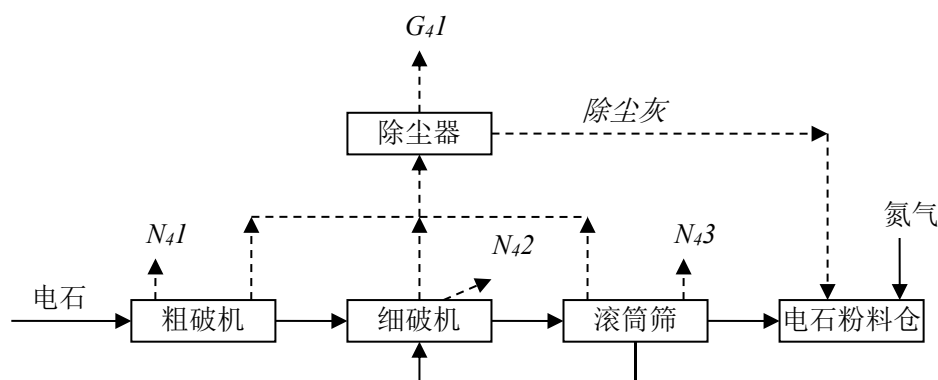 G₄1
除尘器
除尘灰
N₄1
N₄2
N₄3
氮气
电石
粗破机
细破机
滚筒筛
电石粉料仓